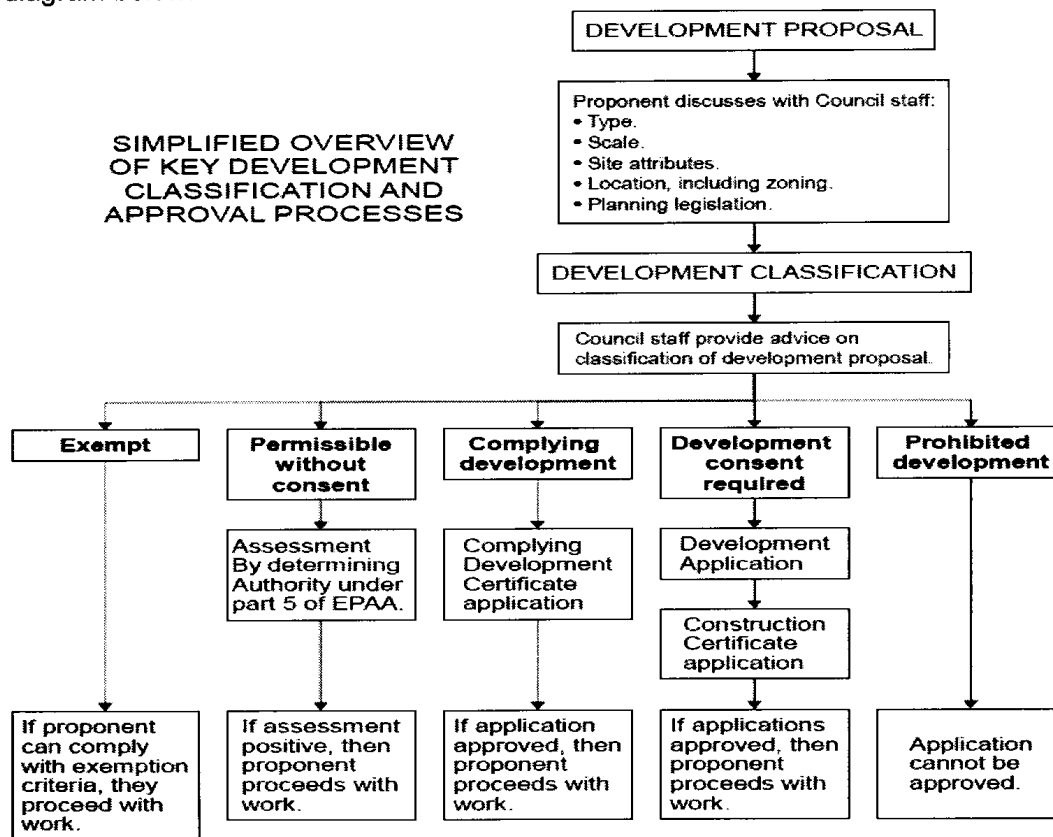 DEVELOPMENT PROPOSAL
Proponent discusses with Council staff:
• Type.
• Scale.
• Site attributes.
• Location, including zoning.
• Planning legislation.
SIMPLIFIED OVERVIEW
OF KEY DEVELOPMENT
CLASSIFICATION AND
APPROVAL PROCESSES
DEVELOPMENT CLASSIFICATION
Council staff provide advice on
classification of development proposal.
Exempt
Permissible
without
consent
Complying
development
Development
consent
required
Prohibited
development
Assessment
By determining
Authority under
part 5 of EPAA.
Complying
Development
Certificate
application
Development
Application
Construction
Certificate
application
If proponent
can comply
with exemption
criteria, they
proceed with
work.
If assessment
positive, then
proponent
proceeds with
work.
If application
approved, then
proponent
proceeds with
work.
If applications
approved, then
proponent
proceeds with
work.
Application
cannot be
approved.